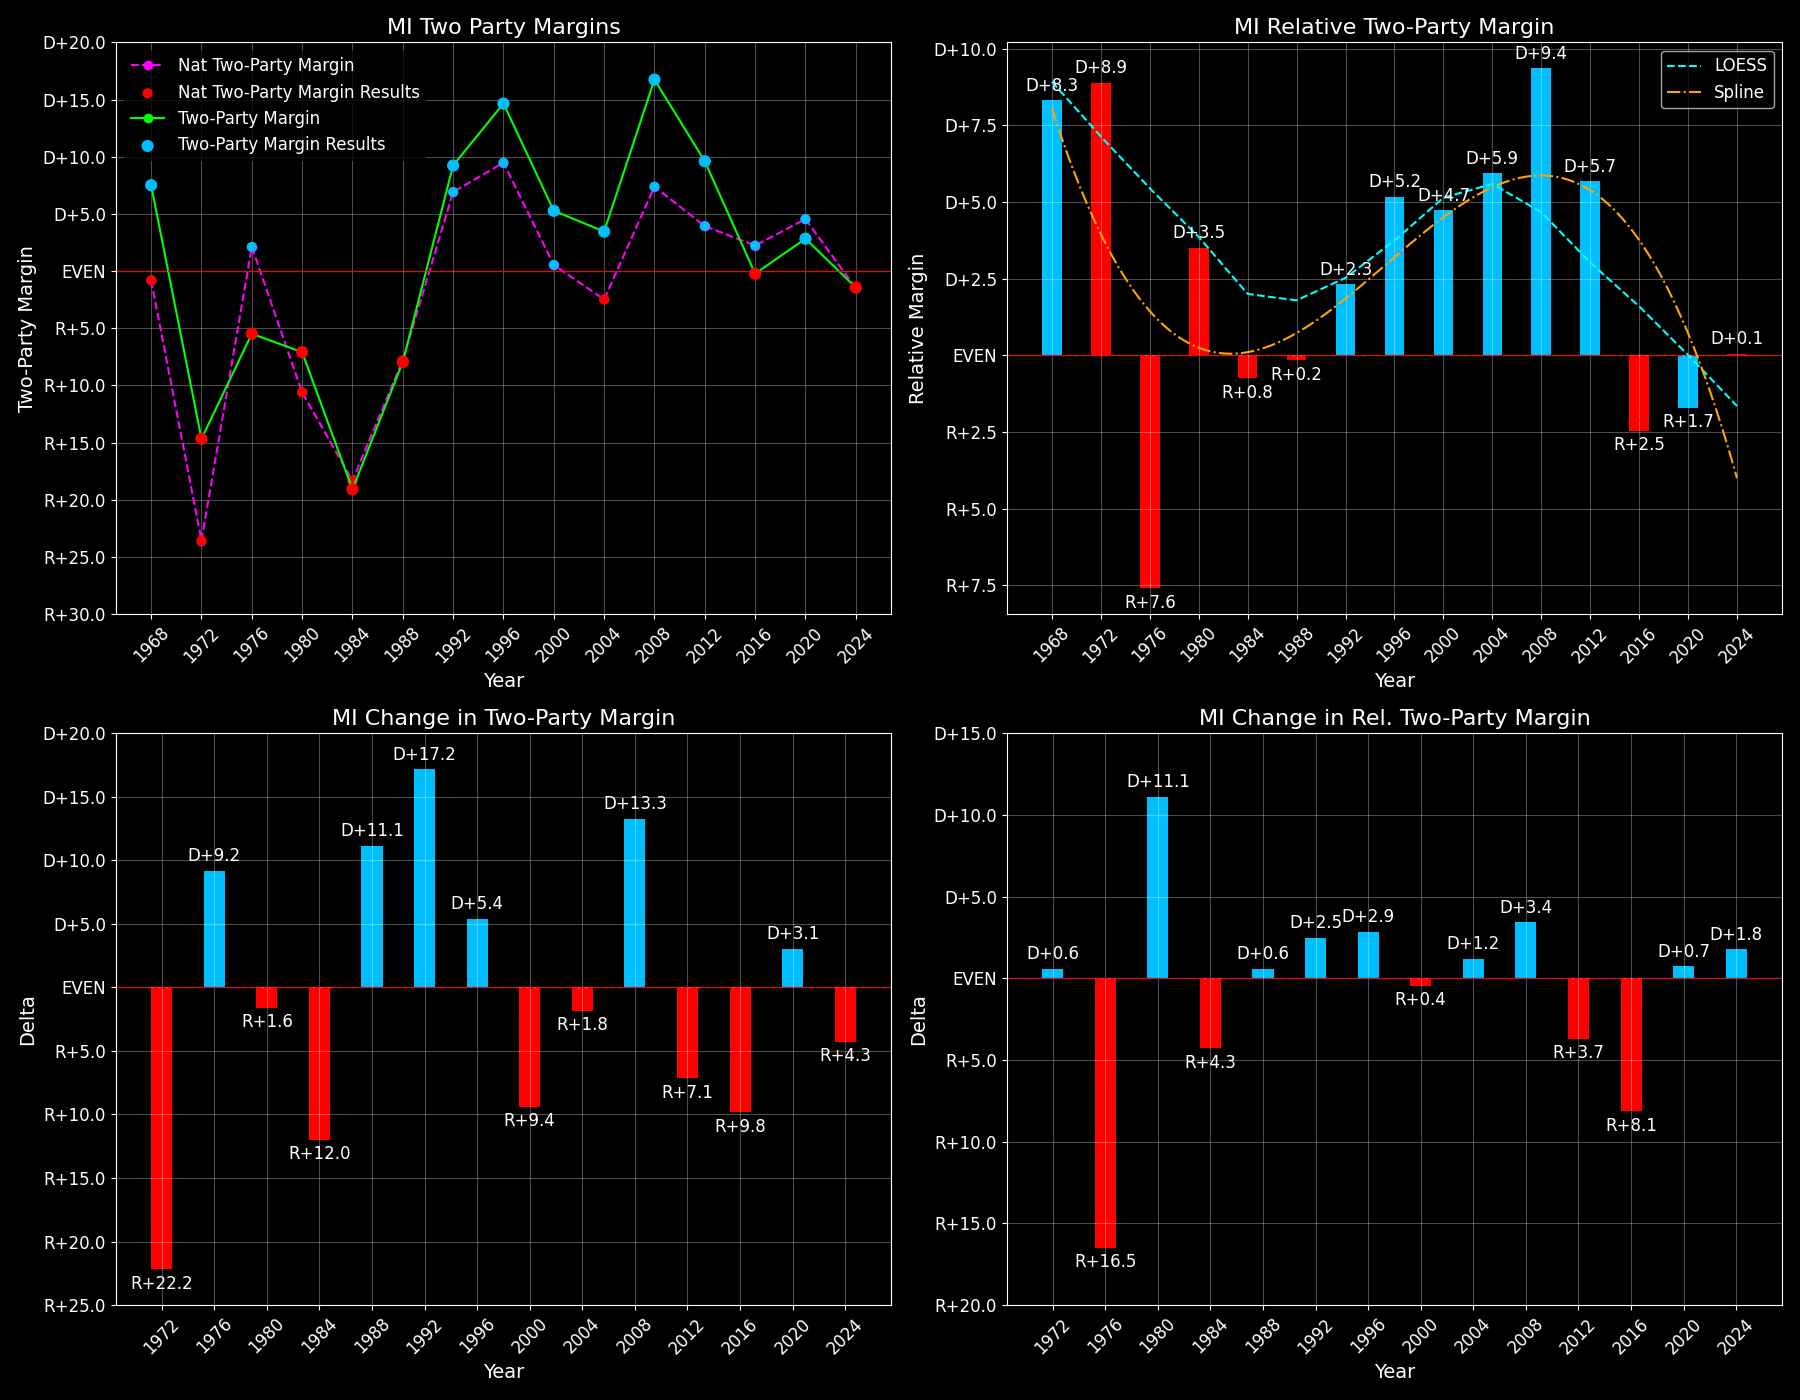 MI Two Party Margins
D+20.0
D+15.0
D+10.0
D+5.0
EVEN
R+5.0
R+10.0
R+15.0
R+20.0
R+25.0
R+30.0
Two-Party Margin
Nat Two-Party Margin
Nat Two-Party Margin Results
Two-Party Margin
Two-Party Margin Results
1968 1972 1976 1980 1984 1988 1992 1996 2000 2004 2008 2012 2016 2020 2024
Year
MI Relative Two-Party Margin
D+10.0
D+7.5
D+5.0
D+2.5
EVEN
R+2.5
R+5.0
R+7.5
Relative Margin
LOESS
Spline
D+8.3
D+8.9
R+7.6
D+3.5
R+0.8
R+0.2
D+2.3
D+5.2
D+4.7
D+5.9
D+9.4
D+5.7
R+2.5
R+1.7
D+0.1
1968 1972 1976 1980 1984 1988 1992 1996 2000 2004 2008 2012 2016 2020 2024
Year
MI Change in Two-Party Margin
D+20.0
D+15.0
D+10.0
D+5.0
EVEN
R+5.0
R+10.0
R+15.0
R+20.0
R+25.0
Delta
R+22.2
D+9.2
R+1.6
R+12.0
D+11.1
D+17.2
D+5.4
R+9.4
R+1.8
D+13.3
R+7.1
R+9.8
D+3.1
R+4.3
1972 1976 1980 1984 1988 1992 1996 2000 2004 2008 2012 2016 2020 2024
Year
MI Change in Rel. Two-Party Margin
D+15.0
D+10.0
D+5.0
EVEN
R+5.0
R+10.0
R+15.0
R+20.0
Delta
D+0.6
R+16.5
D+11.1
R+4.3
D+0.6
D+2.5
D+2.9
R+0.4
D+1.2
D+3.4
R+3.7
R+8.1
D+0.7
D+1.8
1972 1976 1980 1984 1988 1992 1996 2000 2004 2008 2012 2016 2020 2024
Year